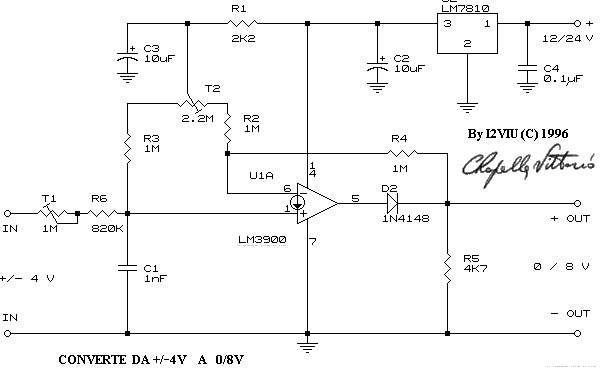 R1
2K2
LM7810
3
1
2
12/24 V
+
C3
10uF
+
C2
10uF
+
C4
0.1µF
T2
2.2M
R2
1M
R3
1M
R4
1M
By I2VIU (C) 1996
Chapelle Vittorio
U1A
1
4
6
1
5
7
LM3900
D2
1N4148
T1
1M
R6
820K
IN
+ OUT
+/- 4 V
C1
1nF
R5
4K7
0 / 8 V
IN
- OUT
CONVERTE DA +/-4V A 0/8V